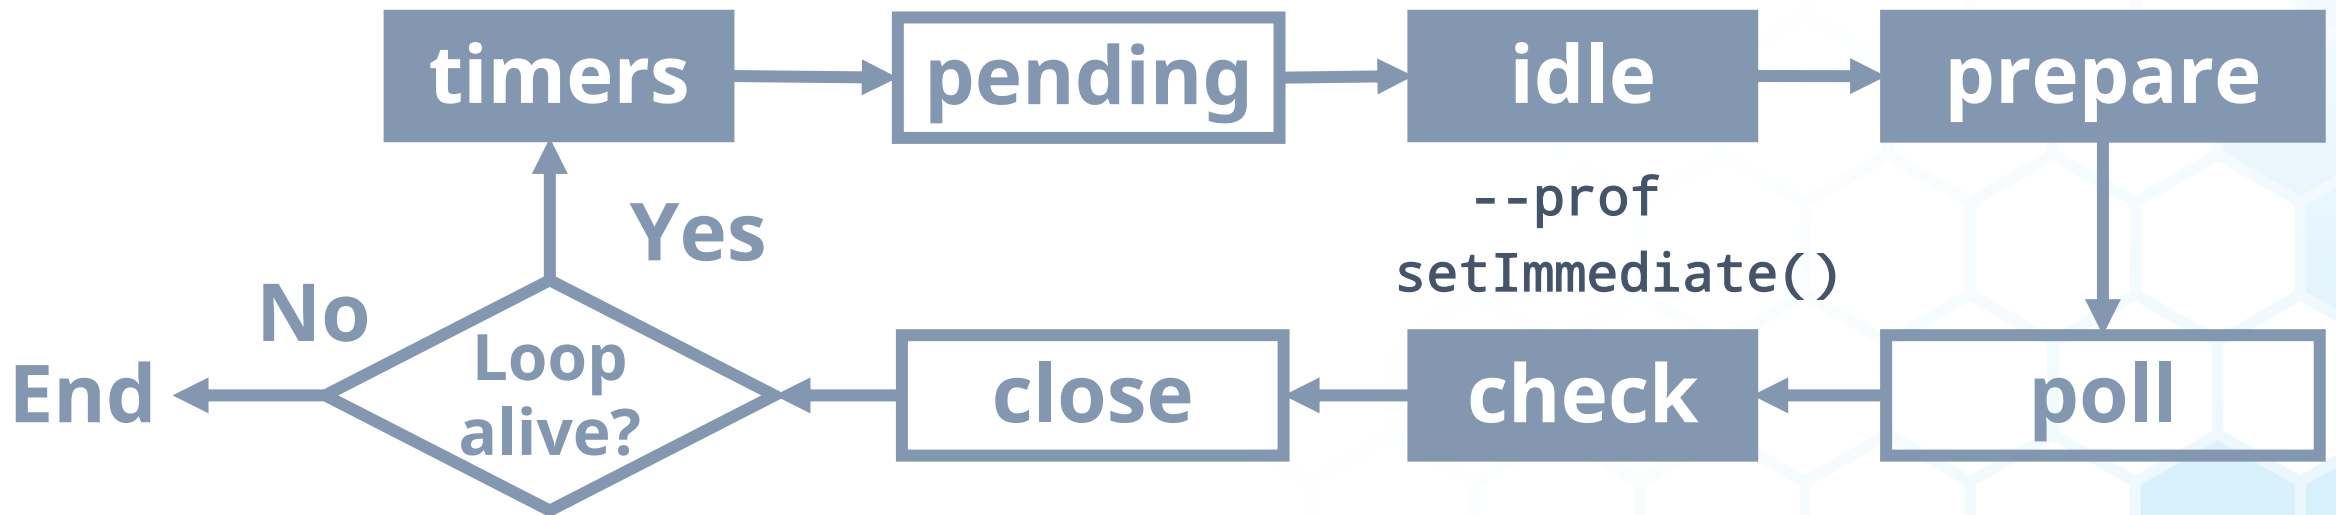 timers
pending
idle
prepare
--prof
setImmediate()
Yes
No
Loop
alive?
End
close
check
poll